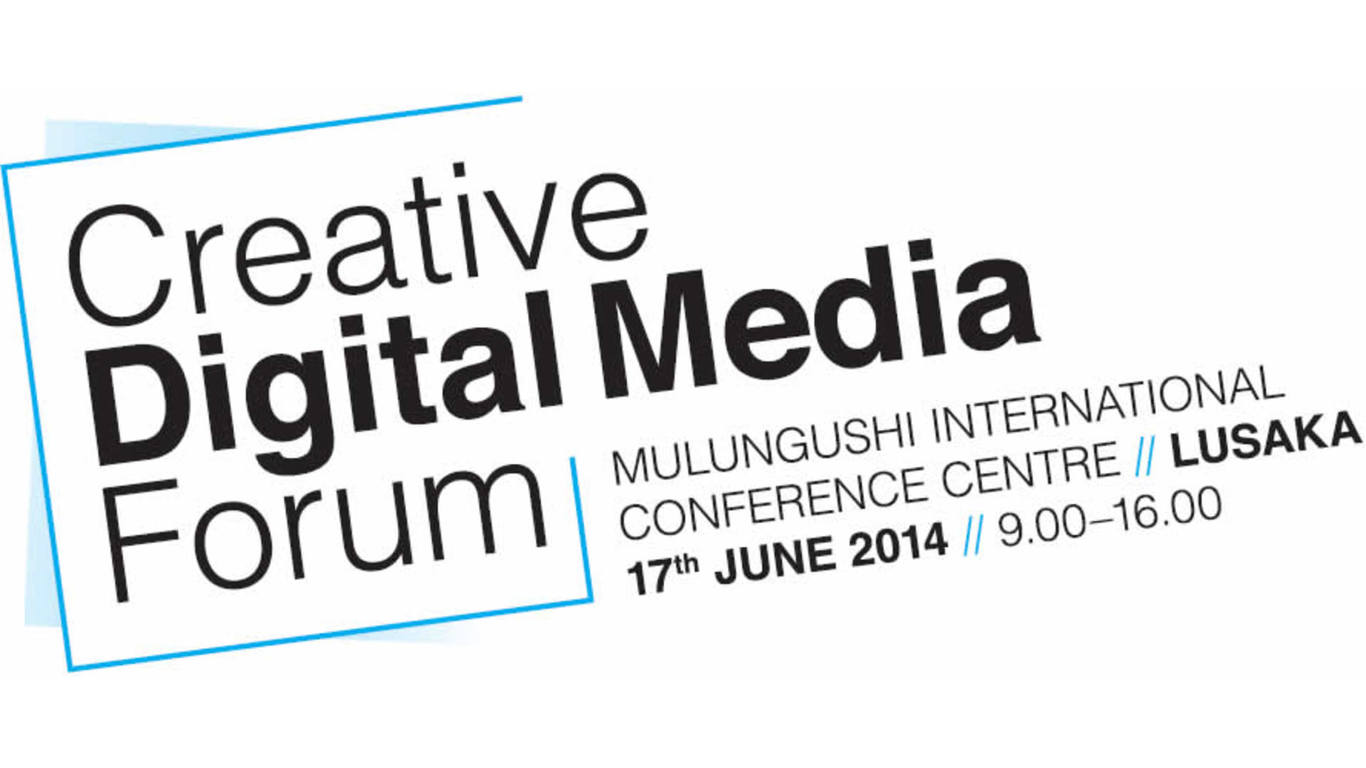 Creative
Digital Media
Forum
MULUNGUSHI INTERNATIONAL
CONFERENCE CENTRE // LUSAKA
17th JUNE 2014 // 9.00–16.00